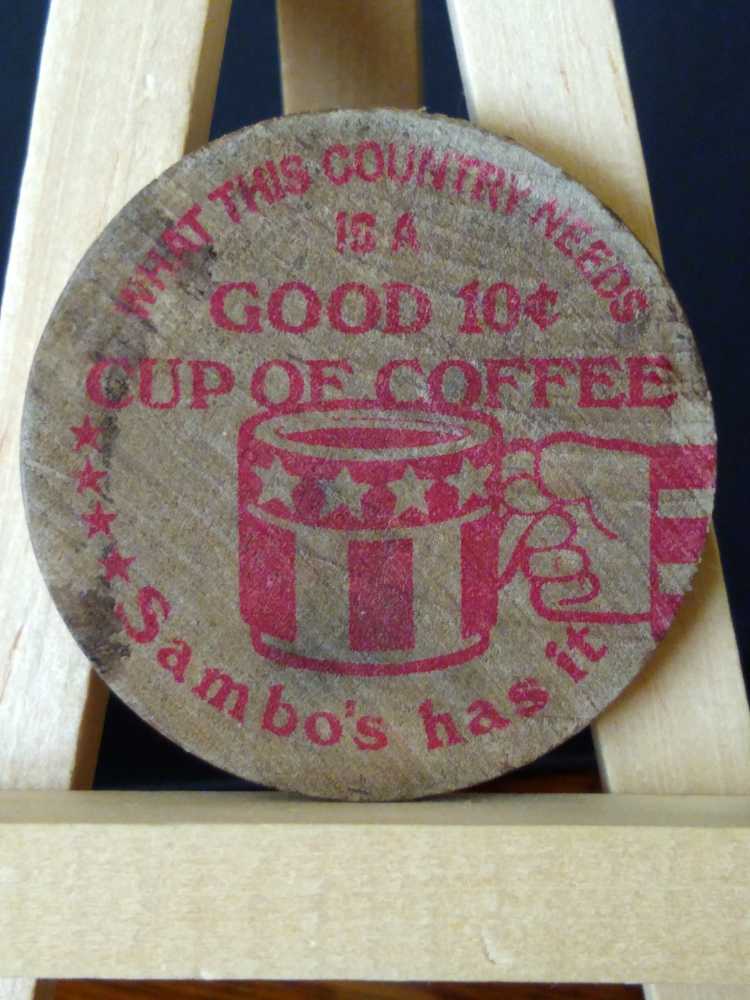 WHAT THIS COUNTRY NEEDS
IS A
GOOD 10¢
CUP OF COFFEE
Sambo's has it